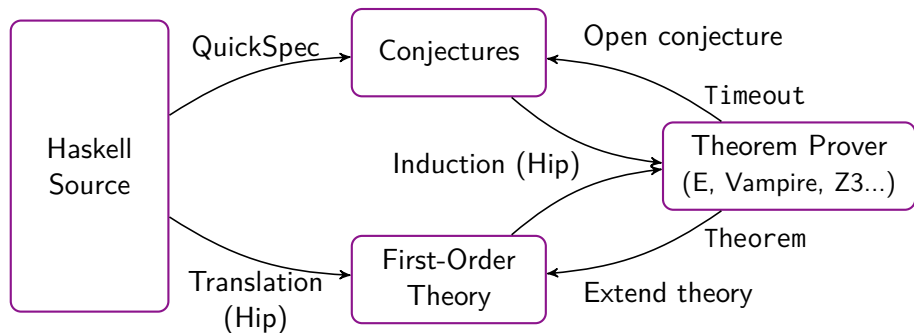 QuickSpec
Conjectures
Open conjecture
Timeout
Haskell
Source
Induction (Hip)
Theorem Prover
(E, Vampire, Z3...)
Translation
(Hip)
First-Order
Theory
Theorem
Extend theory